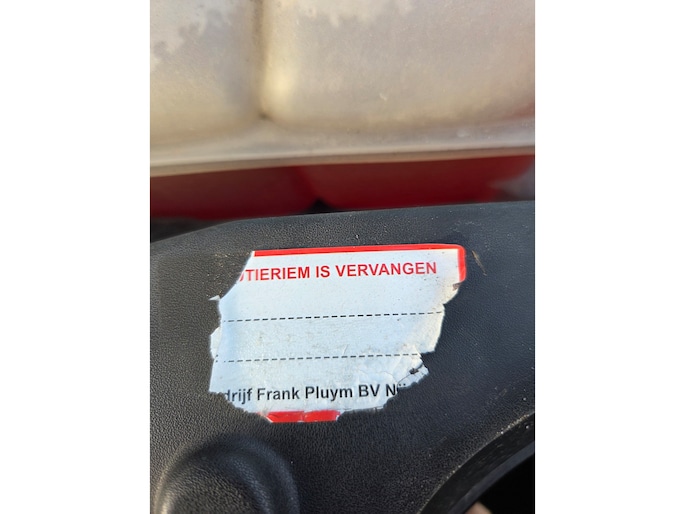 TIERIEM IS VERVANGEN
drijf Frank Pluym BV N